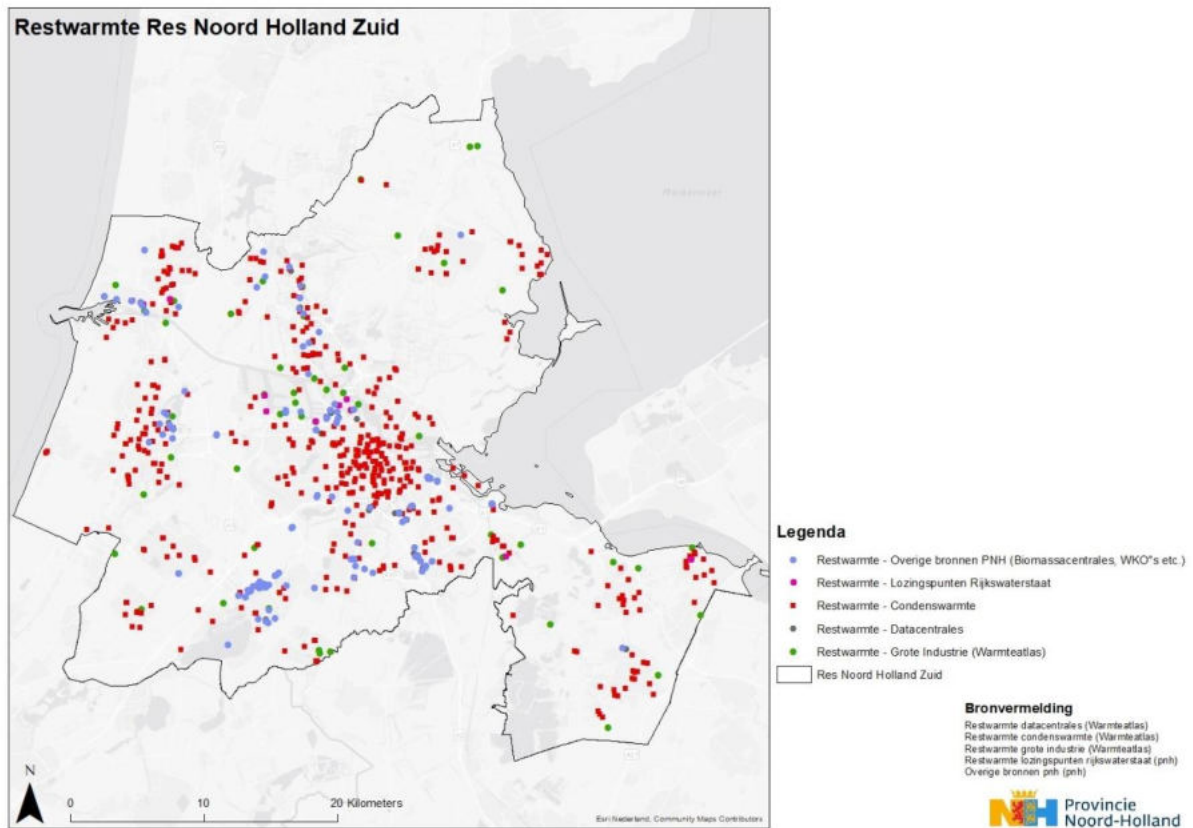 Restwarmte Res Noord Holland Zuid
N
0 10 20 Kilometers
Esri Nederland, Community Maps Contributors
Legenda
Restwarmte - Overige bronnen PNH (Biomassacentrales, WKO"s etc.)
Restwarmte - Lozingspunten Rijkswaterstaat
Restwarmte - Condenswarmte
Restwarmte - Datacentrales
Restwarmte - Grote Industrie (Warmteatlas)
Res Noord Holland Zuid
Bronvermelding
Restwarmte datacentrales (Warmteatlas)
Restwarmte condenswarmte (Warmteatlas)
Restwarmte grote industrie (Warmteatlas)
Restwarmte lozingspunten rijkswaterstaat (pnh)
Overige bronnen pnh (pnh)
NH Provincie
Noord-Holland